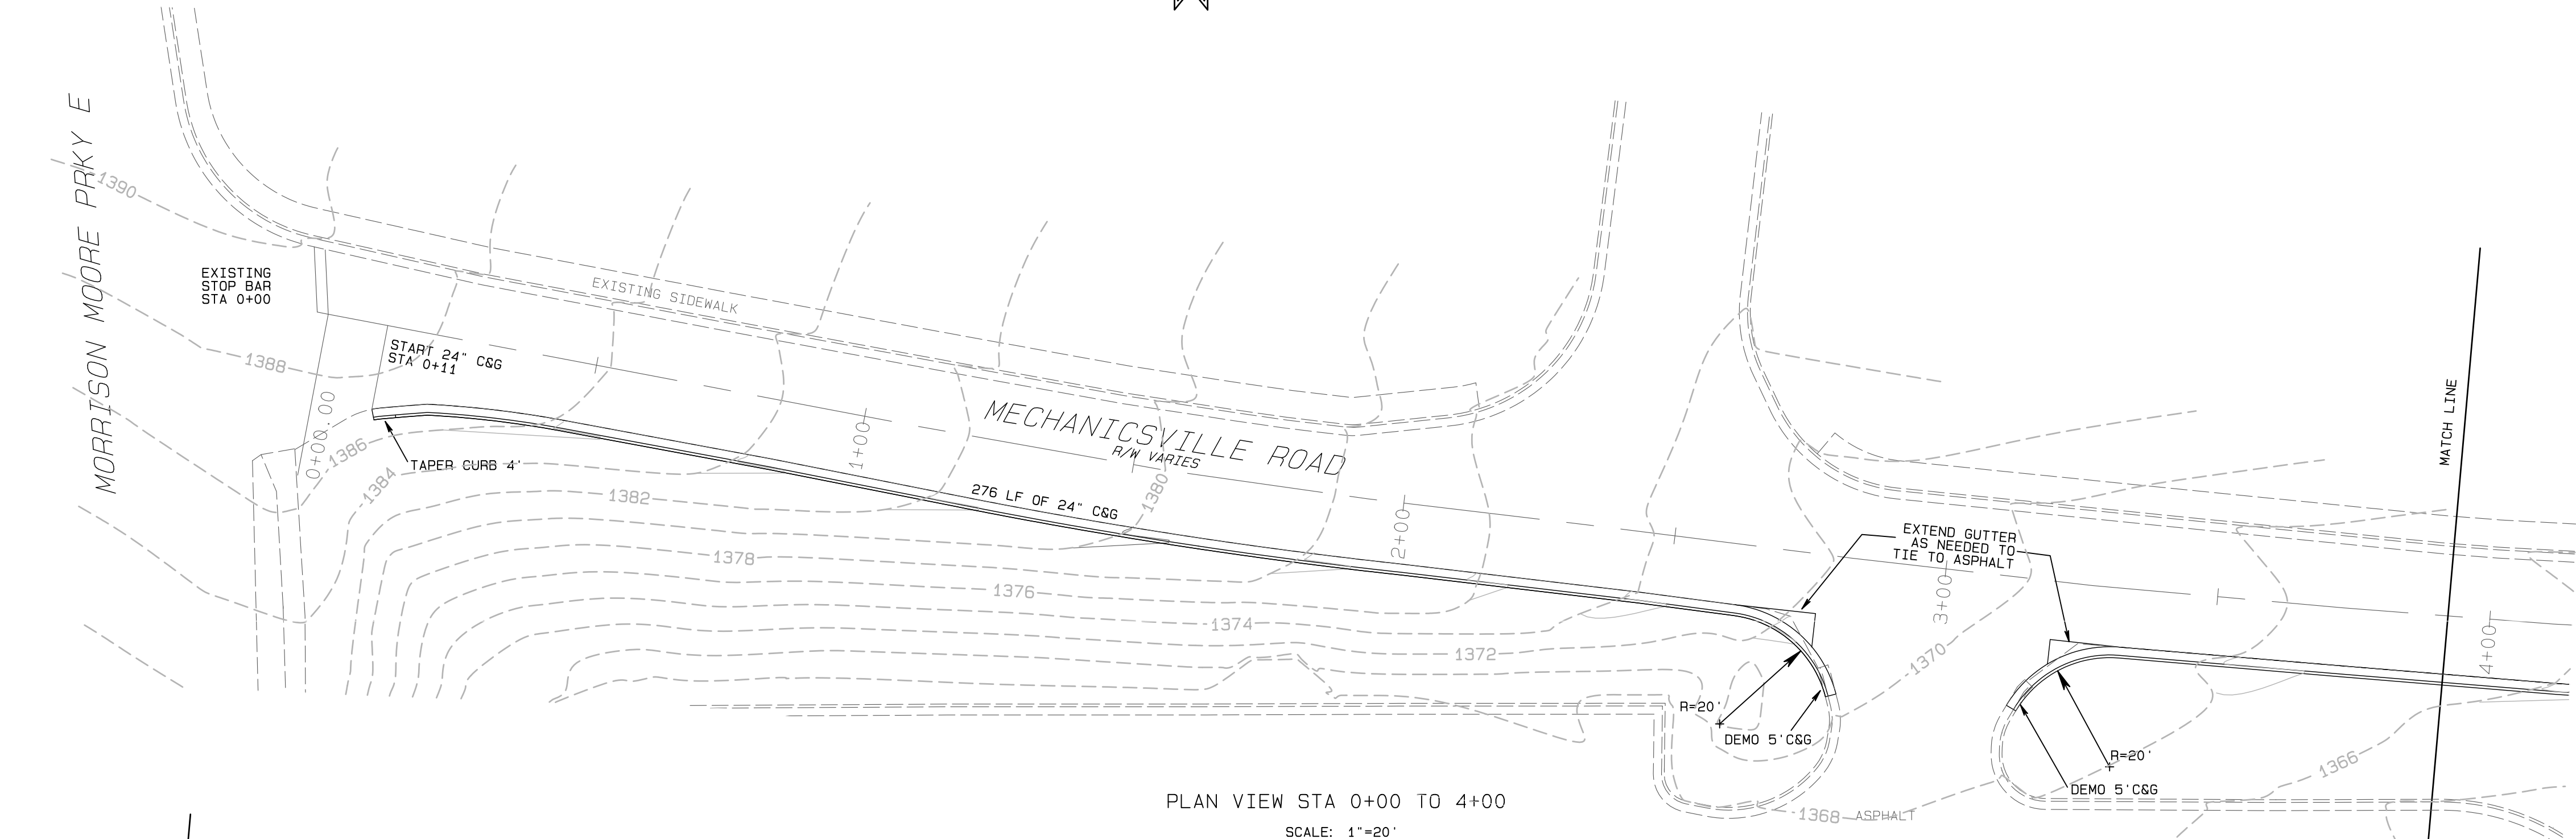 MORRISON MOORE PRKY E
1390
EXISTING
STOP BAR
STA 0+00
1388
START 24" C&G
STA 0+11
0+00.00
1386
TAPER CURB 4'
1384
1382
1378
1376
1374
1372
EXISTING SIDEWALK
1+00
MECHANICSVILLE ROAD
R/W VARIES
1380
276 LF OF 24" C&G
2+00
EXTEND GUTTER
AS NEEDED TO
TIE TO ASPHALT
3+00
1370
R=20'
DEMO 5'C&G
R=20'
DEMO 5'C&G
1368
ASPHALT
1366
4+00
MATCH LINE
PLAN VIEW STA 0+00 TO 4+00
SCALE: 1"=20'